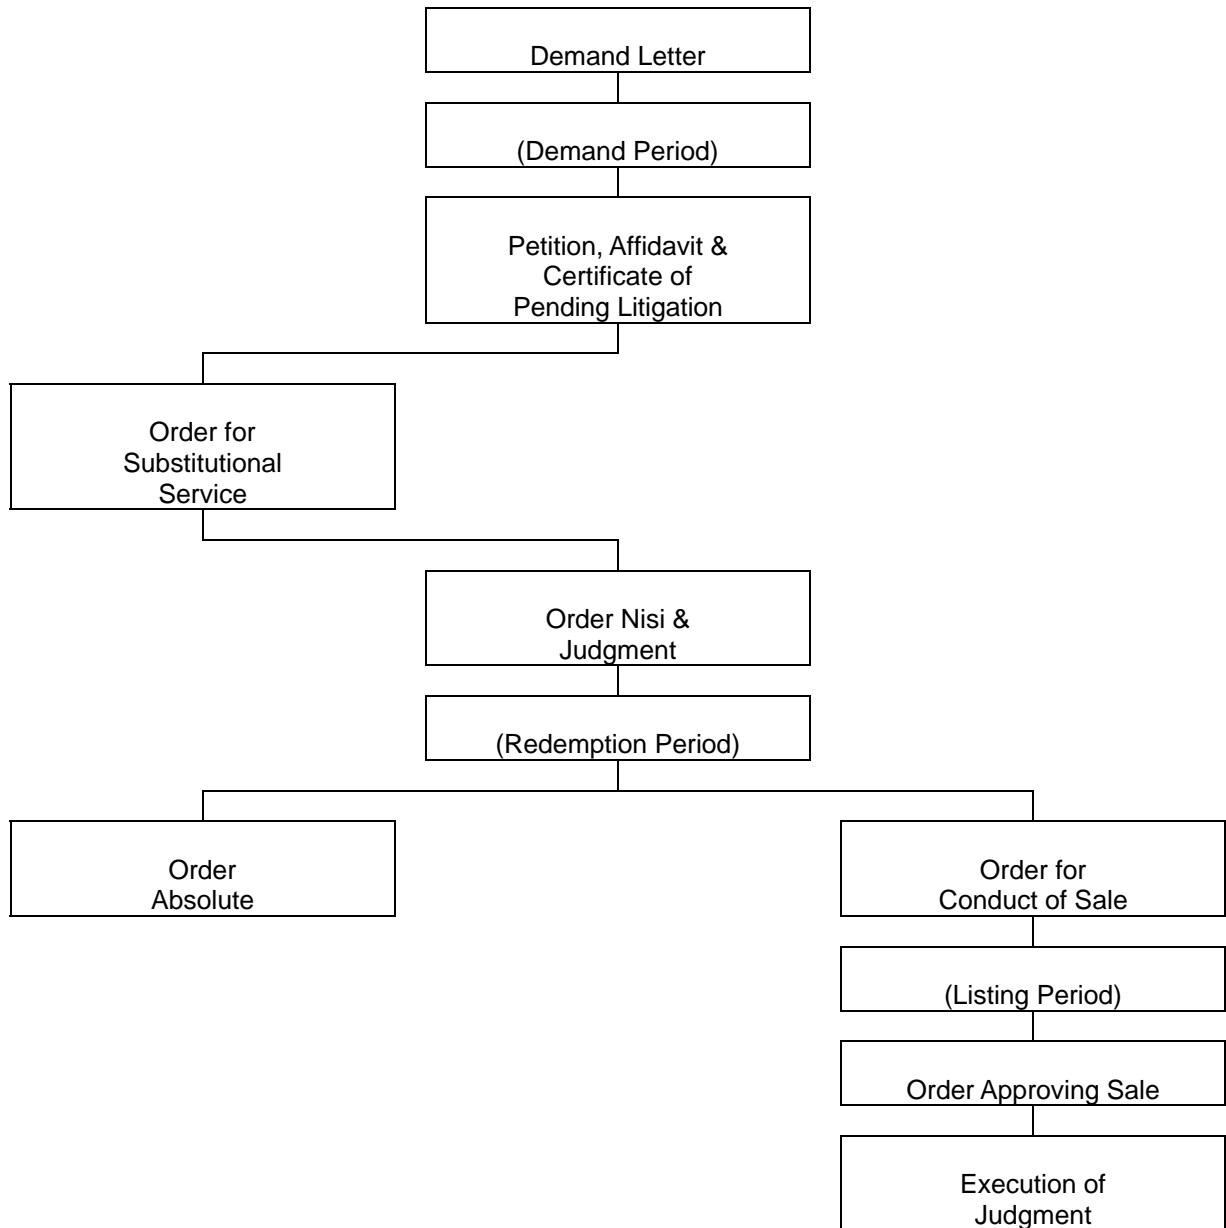 Demand Letter
(Demand Period)
Petition, Affidavit &
Certificate of
Pending Litigation
Order for
Substitutional
Service
Order Nisi &
Judgment
(Redemption Period)
Order
Absolute
Order for
Conduct of Sale
(Listing Period)
Order Approving Sale
Execution of
Judgment